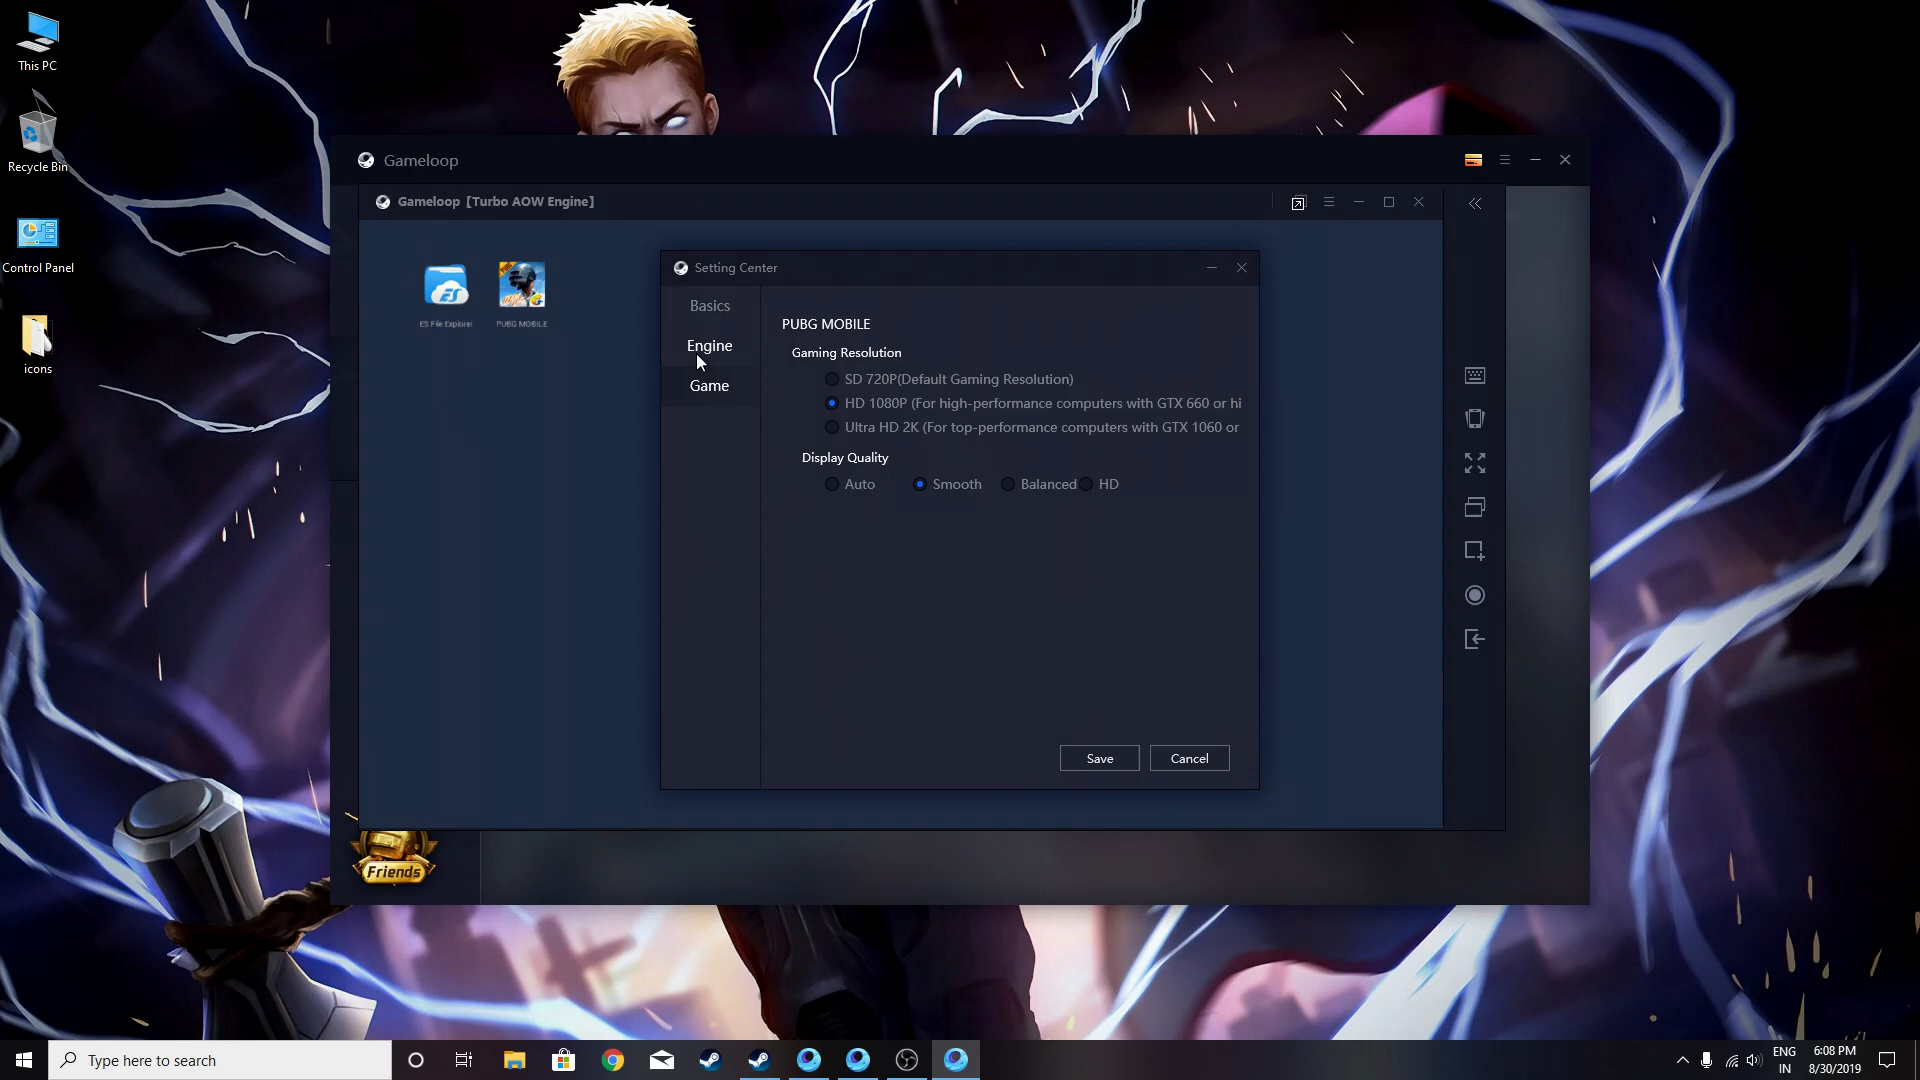 This PC
Recycle Bin
Control Panel
icons
Gameloop
Gameloop [Turbo AOW Engine]
ES File Explorer
PUBG MOBILE
Setting Center
Basics
Engine
Game
PUBG MOBILE
Gaming Resolution
SD 720P(Default Gaming Resolution)
HD 1080P (For high-performance computers with GTX 660 or hi
Ultra HD 2K (For top-performance computers with GTX 1060 or
Display Quality
Auto Smooth Balanced HD
Save Cancel
Friends
Type here to search
ENG
IN
6:08 PM
8/30/2019